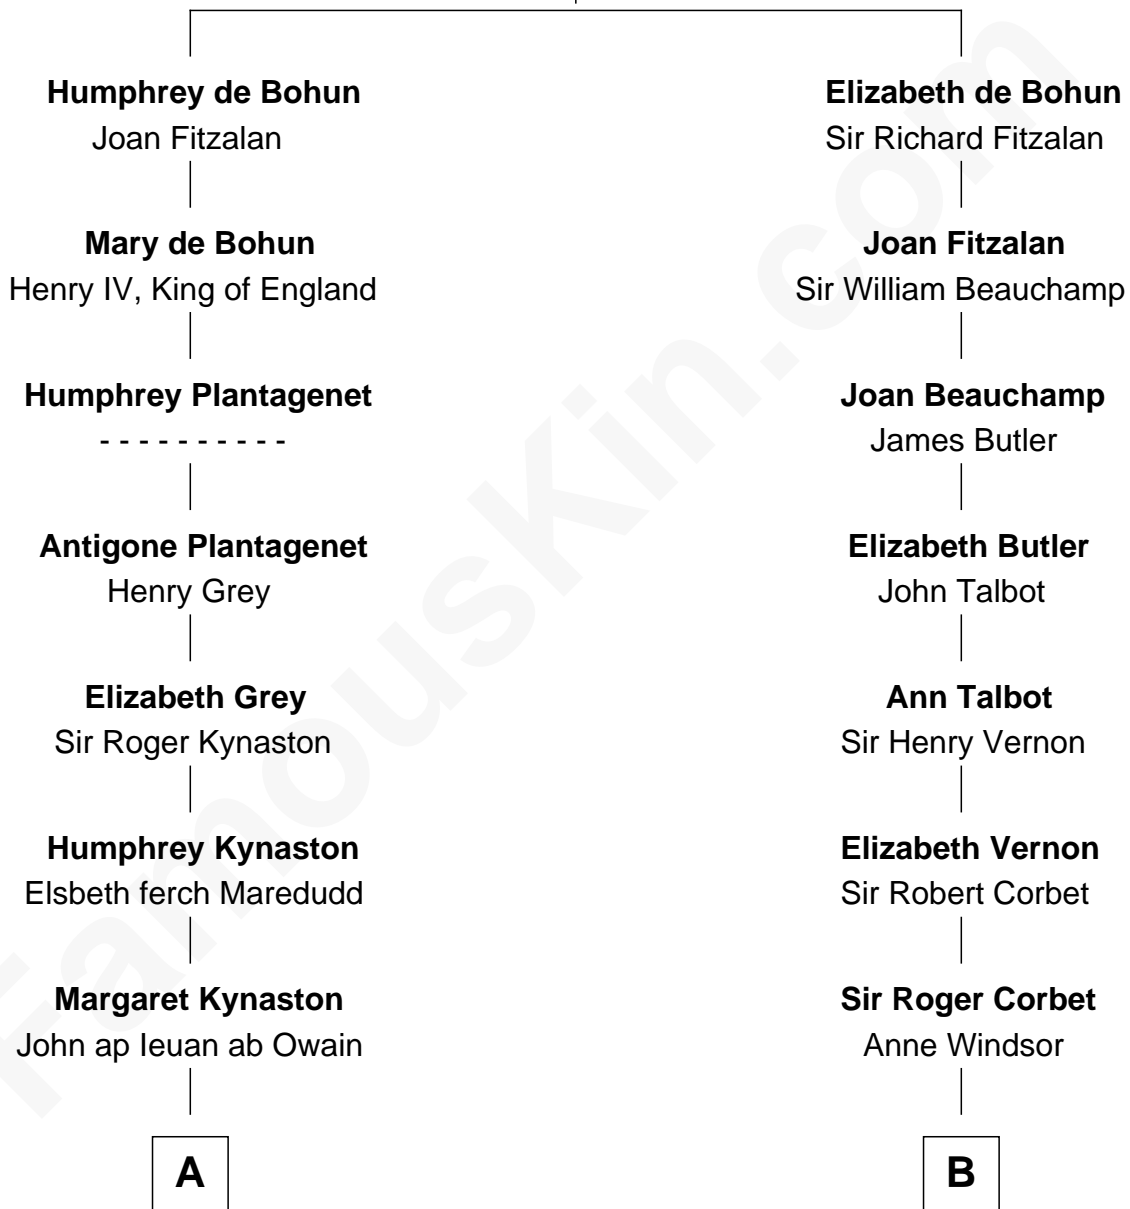 Humphrey de Bohun
Joan Fitzalan
Mary de Bohun
Henry IV, King of England
Humphrey Plantagenet
- - - - - - - - - -
Antigone Plantagenet
Henry Grey
Elizabeth Grey
Sir Roger Kynaston
Humphrey Kynaston
Elsbeth ferch Maredudd
Margaret Kynaston
John ap Ieuan ab Owain
A
Elizabeth de Bohun
Sir Richard Fitzalan
Joan Fitzalan
Sir William Beauchamp
Joan Beauchamp
James Butler
Elizabeth Butler
John Talbot
Ann Talbot
Sir Henry Vernon
Elizabeth Vernon
Sir Robert Corbet
Sir Roger Corbet
Anne Windsor
B
FamousKin.com